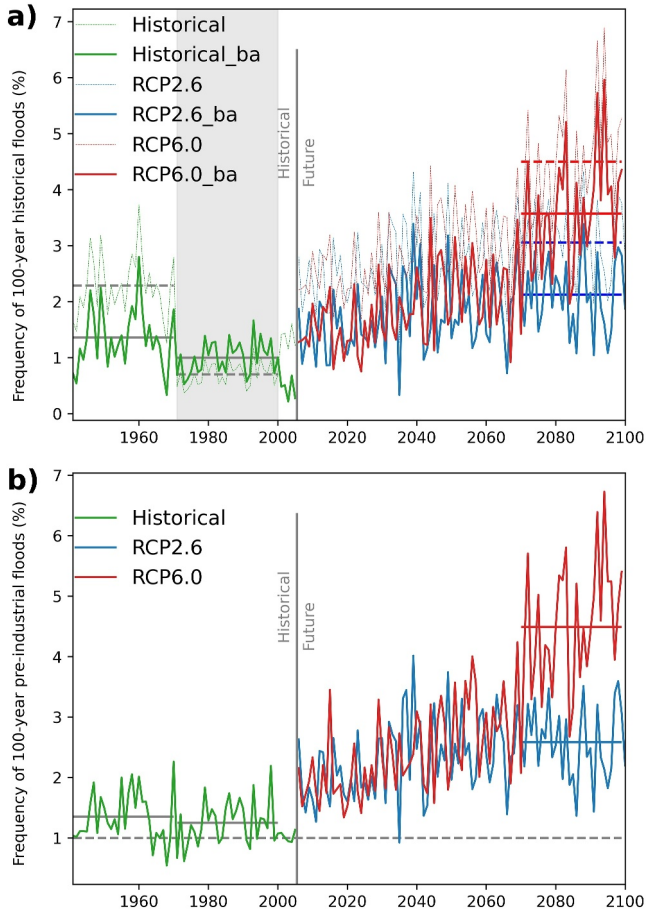 a)
Frequency of 100-year historical floods (%)
7
6
5
4
3
2
1
0
Historical
Historical_ba
RCP2.6
RCP2.6_ba
RCP6.0
RCP6.0_ba
Historical
Future
1960
1980
2000
2020
2040
2060
2080
2100
b)
Frequency of 100-year pre-industrial floods (%)
7
6
5
4
3
2
1
Historical
RCP2.6
RCP6.0
Historical
Future
1960
1980
2000
2020
2040
2060
2080
2100